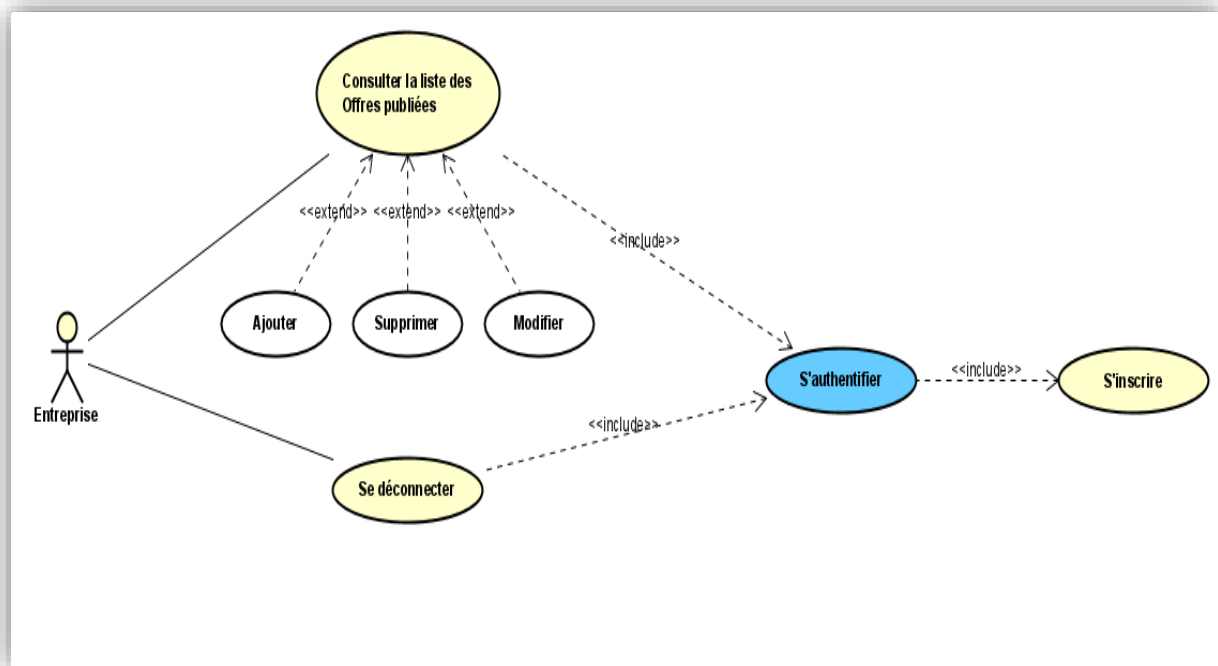 Consulter la liste des
Offres publiées
<<extend>> <<extend>> <<extend>>
<<include>>
Ajouter
Supprimer
Modifier
Entreprise
S'authentifier
<<include>>
S'inscrire
<<include>>
Se déconnecter